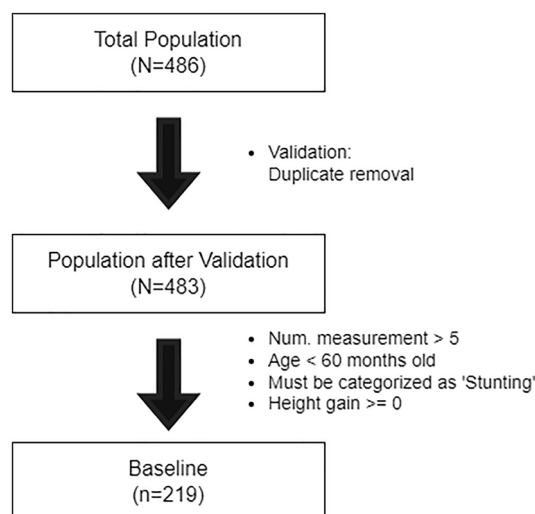 Total Population
(N=486)
• Validation:
Duplicate removal
Population after Validation
(N=483)
• Num. measurement > 5
• Age < 60 months old
• Must be categorized as 'Stunting'
• Height gain >= 0
Baseline
(n=219)